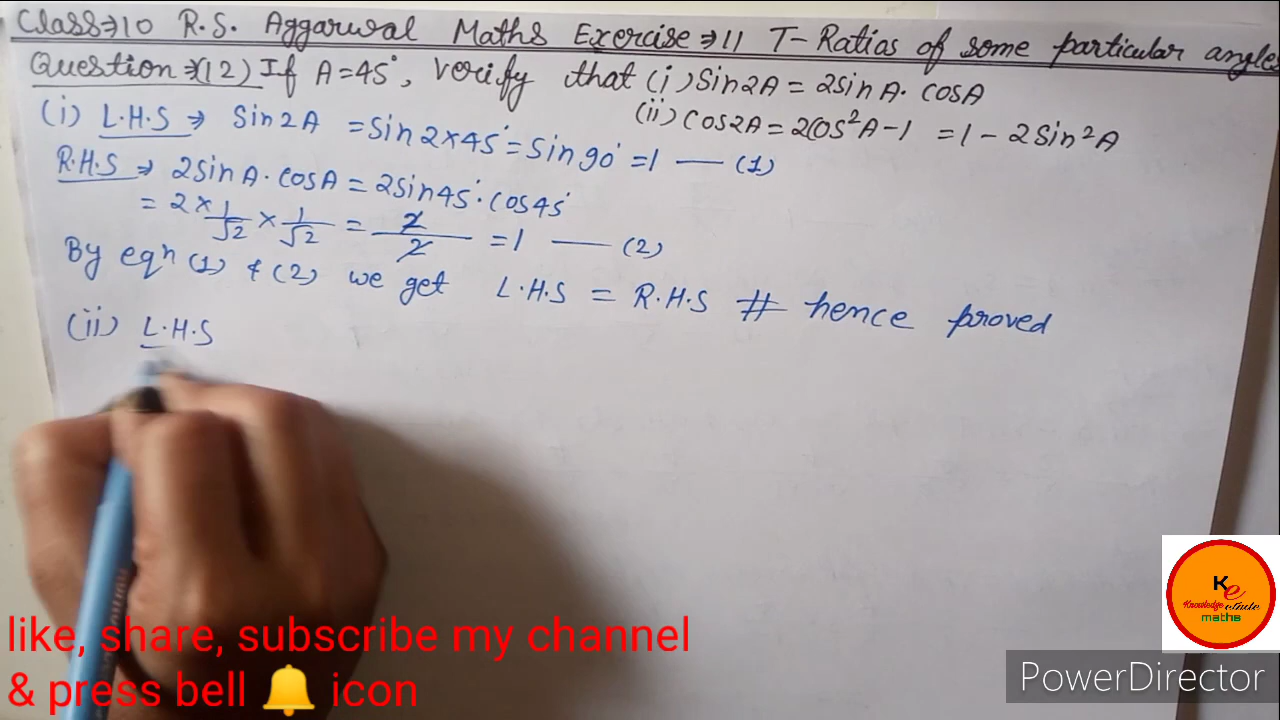 Class⇒10 R.S. Aggarwal Maths Exercise⇒11 T-Ratios of some particular angles
Question⇒(12) If A=45°, verify that (i) Sin2A = 2sinA. cosA
(ii) Cos2A = 2Cos²A-1 = 1-2Sin²A
(i) L.H.S ⇒ Sin2A = Sin2×45° = Sin90° = 1 — (1)
R.H.S ⇒ 2sinA.cosA = 2sin45°.cos45°
= 2×1/√2×1/√2 = 2/2 = 1 — (2)
By eqn (1) & (2) we get L.H.S = R.H.S # hence proved
(ii) L.H.S
Ke
Knowledge
maths
like, share, subscribe my channel
& press bell 🔔 icon
PowerDirector